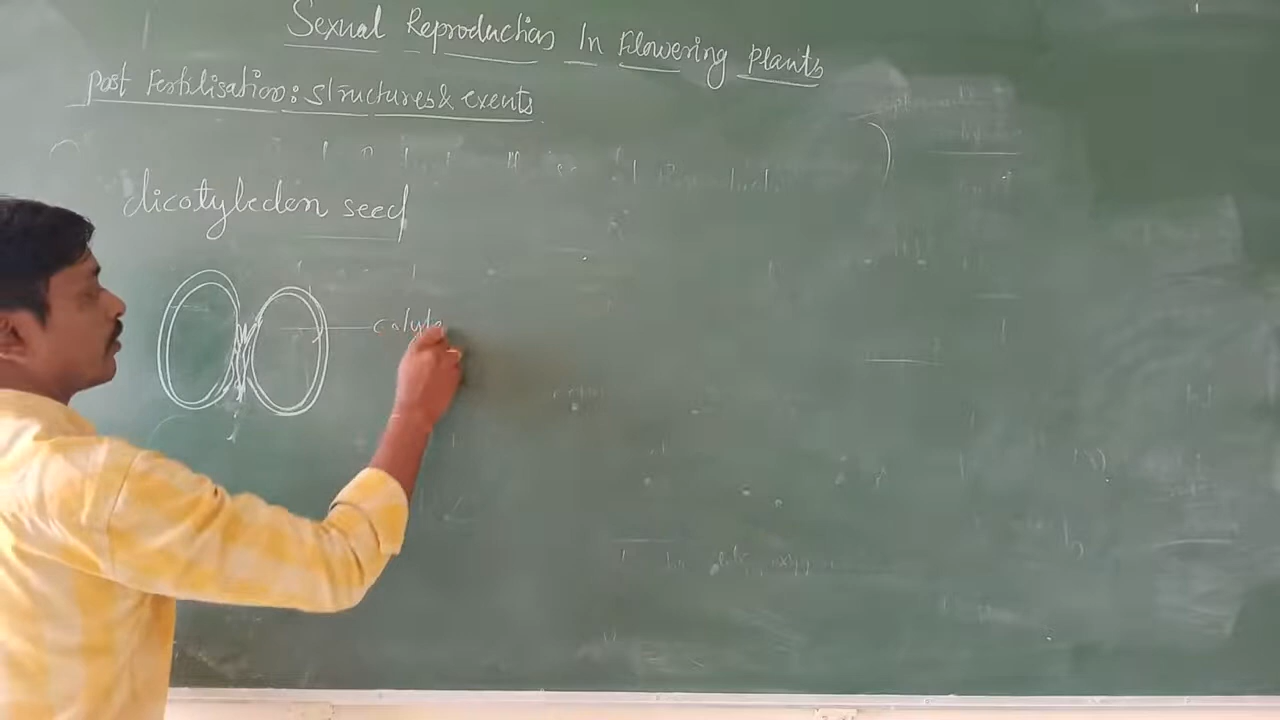 Sexual Reproduction In Flowering Plants
Post Fertilisation: structures & events
dicotyledon seed
cotyle